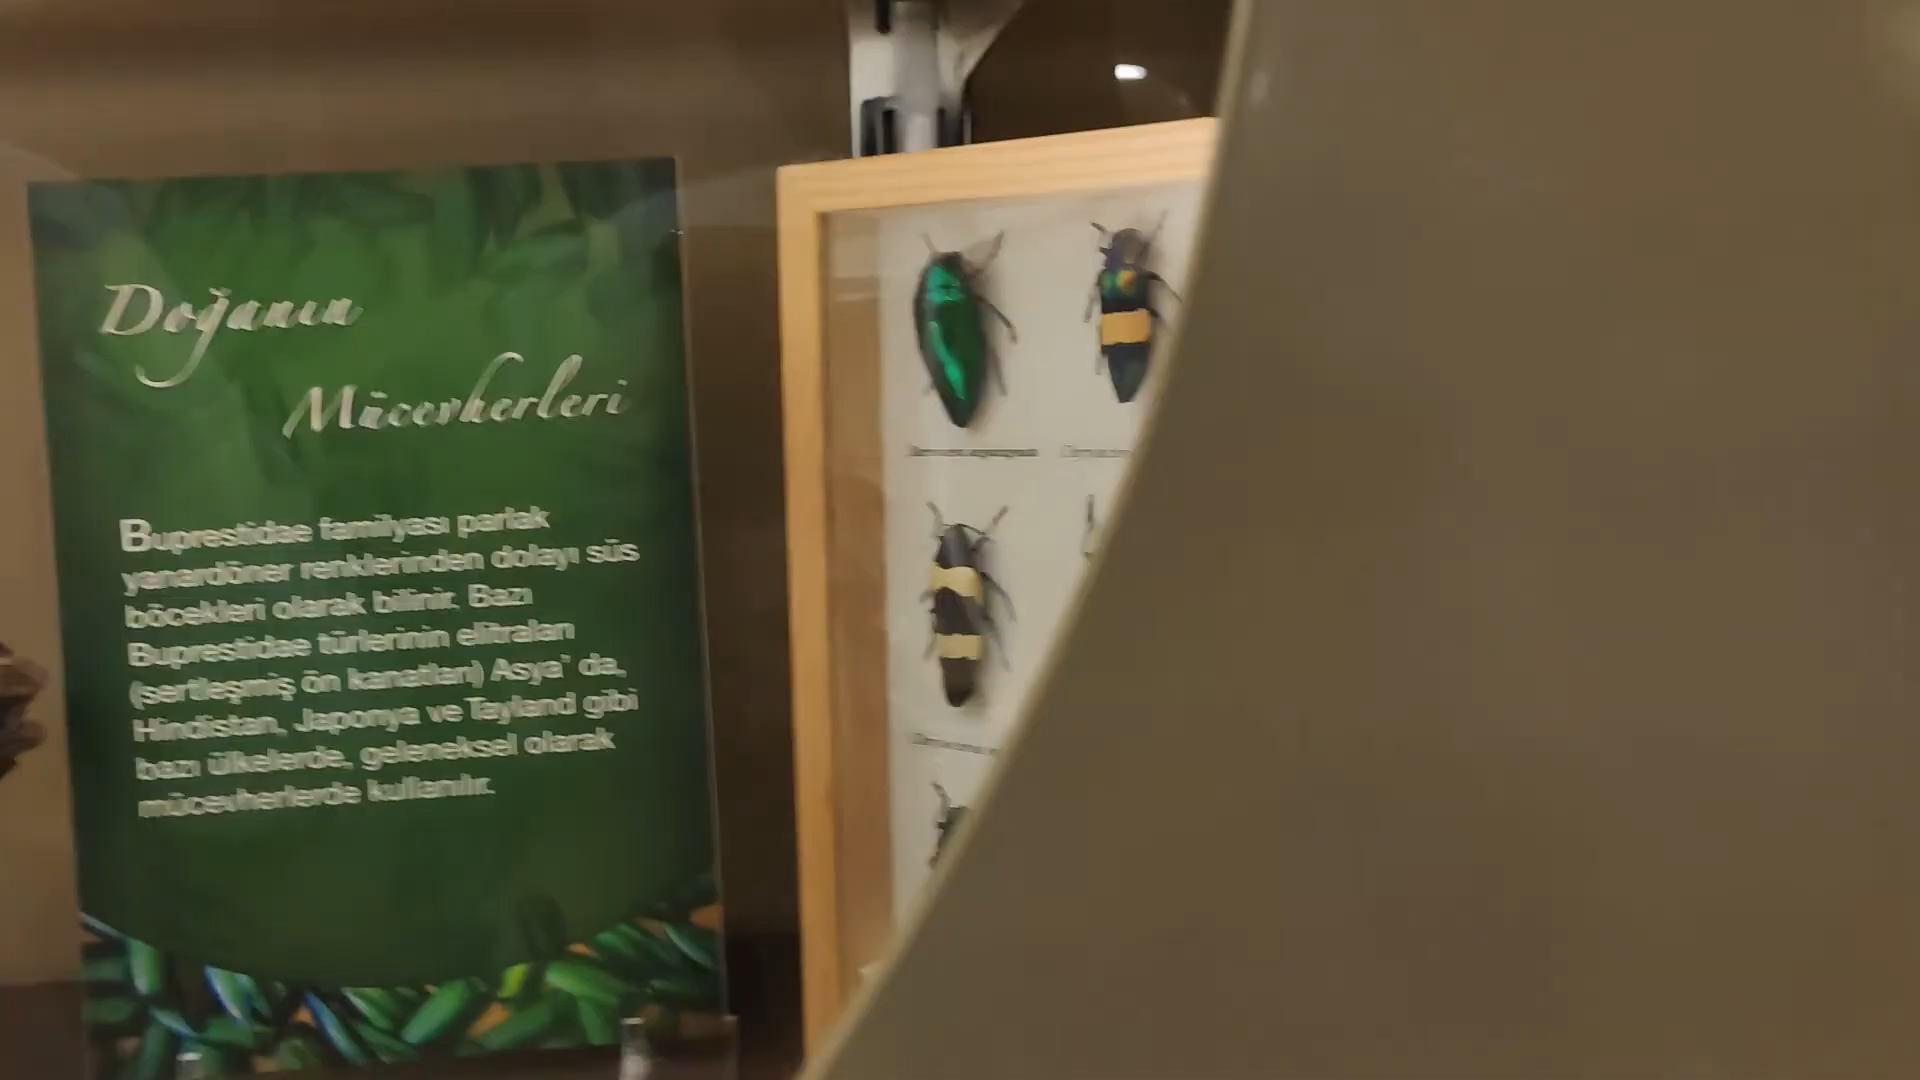 Doğanın
Mücevherleri
Buprestidae familyası parlak
yanardöner renklerinden dolayı süs
böcekleri olarak bilinir. Bazı
Buprestidae türlerinin elitraları
(sertleşmiş ön kanatları) Asya' da,
Hindistan, Japonya ve Tayland gibi
bazı ülkelerde, geleneksel olarak
mücevherlerde kullanılır.